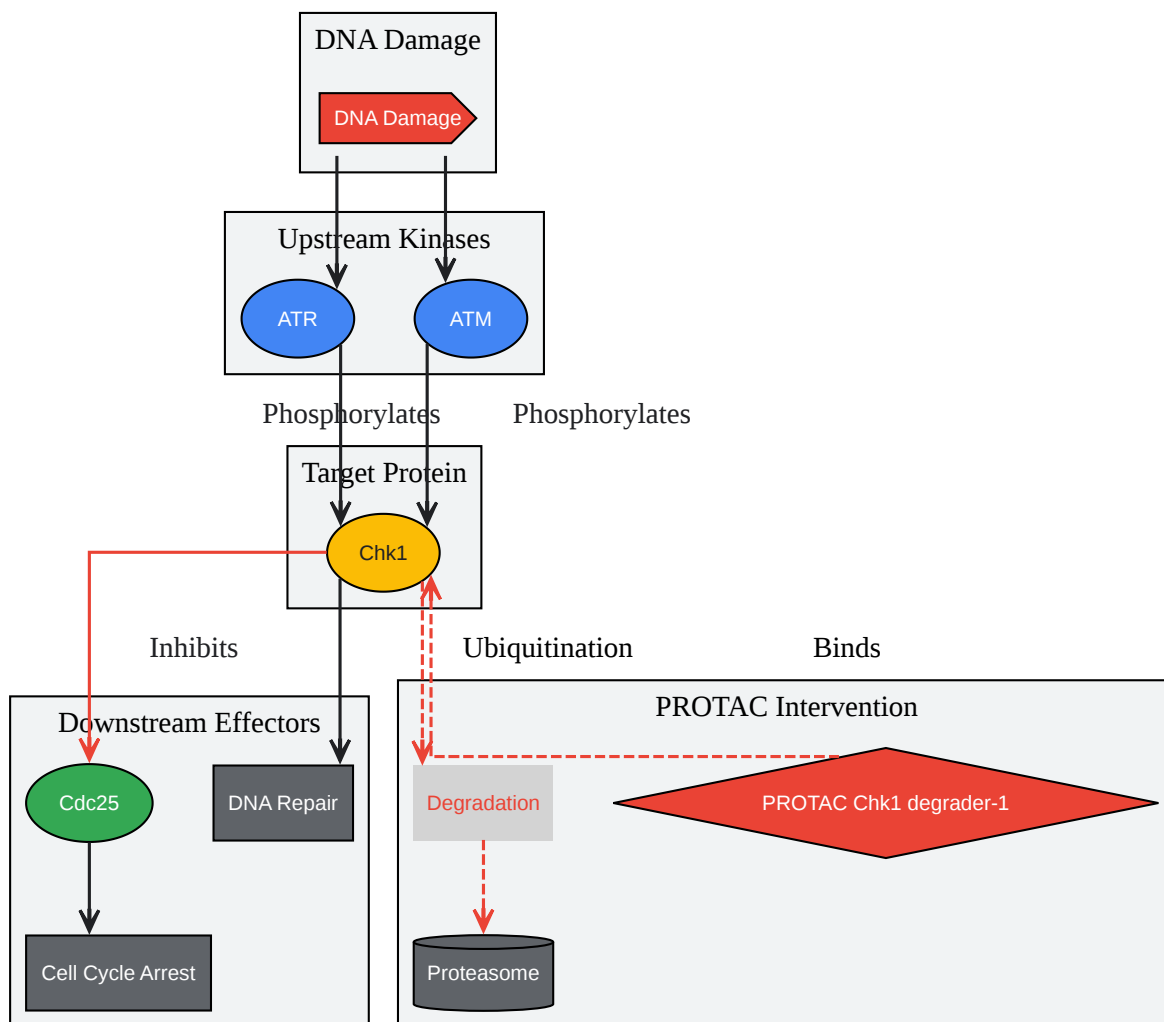 DNA Damage
DNA Damage
Upstream Kinases
ATR
ATM
Phosphorylates
Phosphorylates
Target Protein
Chk1
Inhibits
Ubiquitination
Binds
Downstream Effectors
PROTAC Intervention
Cdc25
DNA Repair
Degradation
PROTAC Chk1 degrader-1
Cell Cycle Arrest
Proteasome